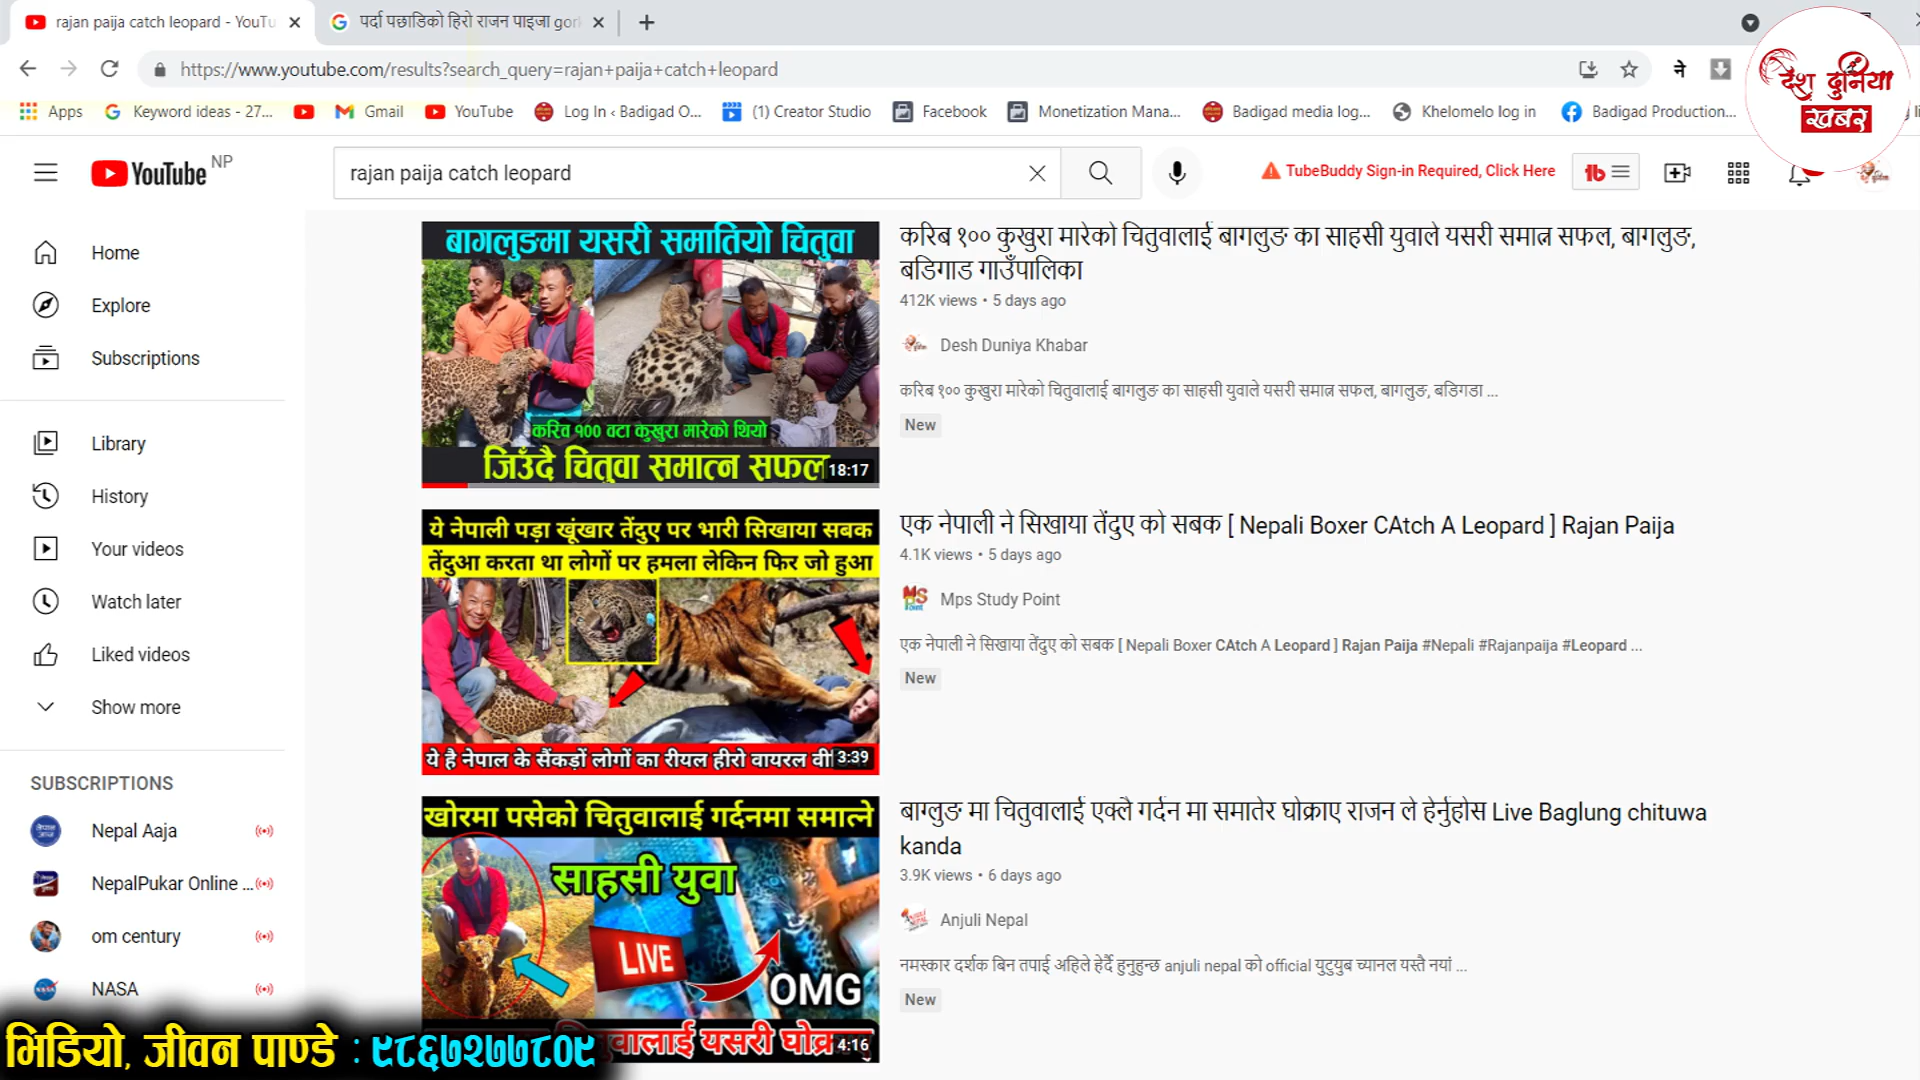 rajan paija catch leopard - YouTu
पर्दा पछाडिको हिरो राजन पाइजा gor
https://www.youtube.com/results?search_query=rajan+paija+catch+leopard
ने
Apps
Keyword ideas - 27...
Gmail
YouTube
Log In ‹ Badigad O...
(1) Creator Studio
Facebook
Monetization Mana...
Badigad media log...
Khelomelo log in
Badigad Production...
देश दुनिया
खबर
YouTube NP
rajan paija catch leopard
TubeBuddy Sign-in Required, Click Here
Home
Explore
Subscriptions
Library
History
Your videos
Watch later
Liked videos
Show more
SUBSCRIPTIONS
Nepal Aaja
NepalPukar Online ...
om century
NASA
बागलुङमा यसरी समातियो चितुवा
करिव १०० वटा कुखुरा मारेको थियो
जिउँदै चितुवा समात्न सफल
18:17
करिब १०० कुखुरा मारेको चितुवालाई बागलुङ का साहसी युवाले यसरी समात्न सफल, बागलुङ,
बडिगाड गाउँपालिका
412K views • 5 days ago
Desh Duniya Khabar
करिब १०० कुखुरा मारेको चितुवालाई बागलुङ का साहसी युवाले यसरी समात्न सफल, बागलुङ, बडिगडा ...
New
ये नेपाली पड़ा खूंखार तेंदुए पर भारी सिखाया सबक
तेंदुआ करता था लोगों पर हमला लेकिन फिर जो हुआ
ये है नेपाल के सैंकड़ों लोगों का रीयल हीरो वायरल
3:39
एक नेपाली ने सिखाया तेंदुए को सबक [ Nepali Boxer CAtch A Leopard ] Rajan Paija
4.1K views • 5 days ago
Mps Study Point
एक नेपाली ने सिखाया तेंदुए को सबक [ Nepali Boxer CAtch A Leopard ] Rajan Paija #Nepali #Rajanpaija #Leopard ...
New
खोरमा पसेको चितुवालाई गर्दनमा समात्ने
साहसी युवा
LIVE
OMG
यसरी
4:16
बाग्लुङ मा चितुवालाई एक्लै गर्दन मा समातेर घोक्राए राजन ले हेर्नुहोस Live Baglung chituwa
kanda
3.9K views • 6 days ago
Anjuli Nepal
नमस्कार दर्शक बिन तपाई अहिले हेर्दै हुनुहुन्छ anjuli nepal को official युटुयुब च्यानल यस्तै नयां ...
New
भिडियो, जीवन पाण्डे : ९८६७२७७८०९